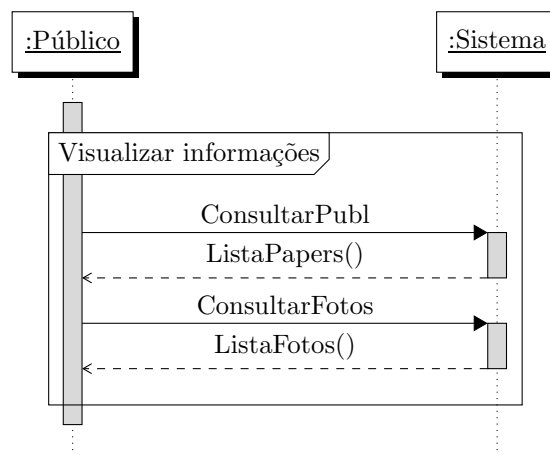 :Público
:Sistema
Visualizar informações
ConsultarPubl
ListaPapers()
ConsultarFotos
ListaFotos()